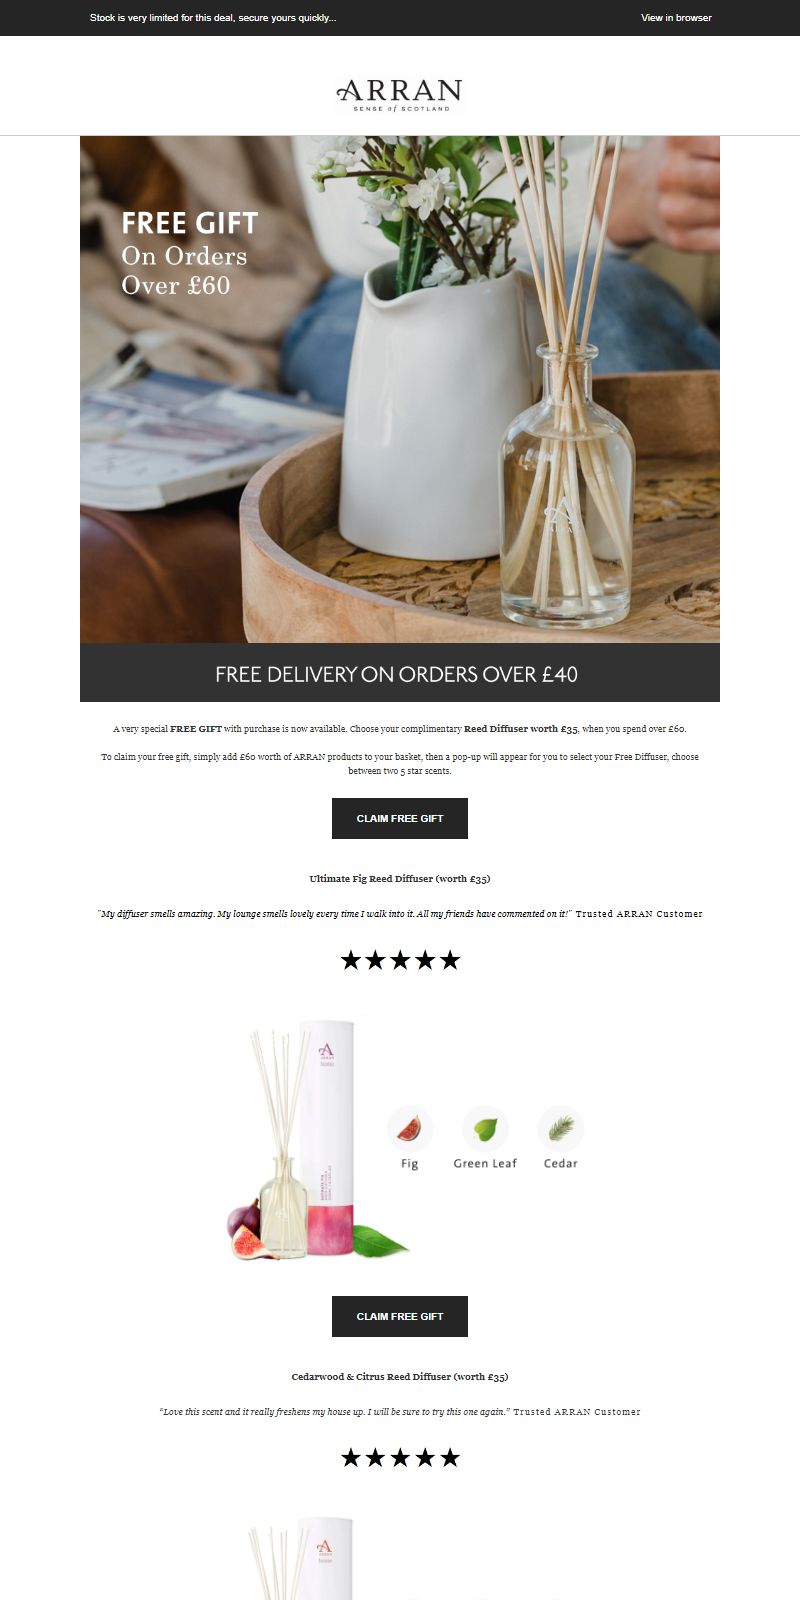 Stock is very limited for this deal, secure yours quickly...
View in browser
ARRAN
SENSE of SCOTLAND
FREE GIFT
On Orders
Over £60
ARRAN
FREE DELIVERY ON ORDERS OVER £40
A very special FREE GIFT with purchase is now available. Choose your complimentary Reed Diffuser worth £35, when you spend over £60.
To claim your free gift, simply add £60 worth of ARRAN products to your basket, then a pop-up will appear for you to select your Free Diffuser, choose
between two 5 star scents.
CLAIM FREE GIFT
Ultimate Fig Reed Diffuser (worth £35)
"My diffuser smells amazing. My lounge smells lovely every time I walk into it. All my friends have commented on it!" Trusted ARRAN Customer
★★★★★
A
ARRAN
Fig
Green Leaf
Cedar
CLAIM FREE GIFT
Cedarwood & Citrus Reed Diffuser (worth £35)
"Love this scent and it really freshens my house up. I will be sure to try this one again." Trusted ARRAN Customer
★★★★★
A
ARRAN